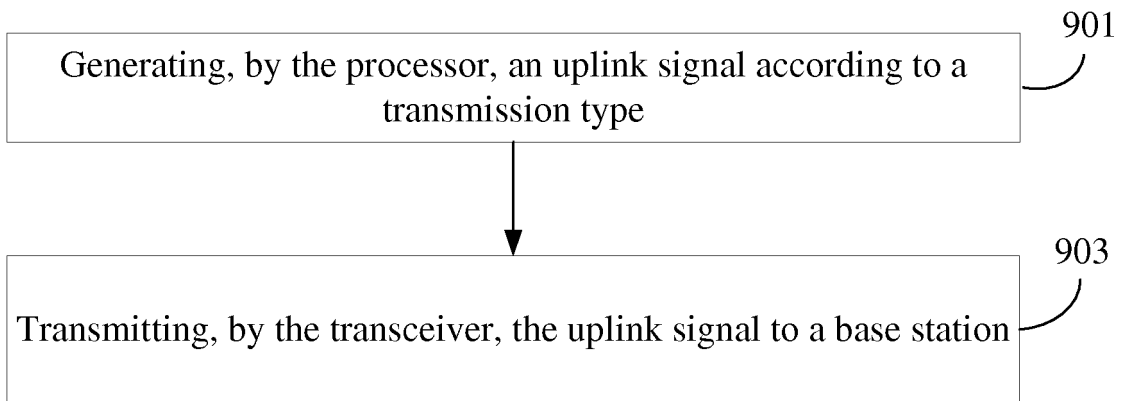 901
Generating, by the processor, an uplink signal according to a
transmission type
903
Transmitting, by the transceiver, the uplink signal to a base station